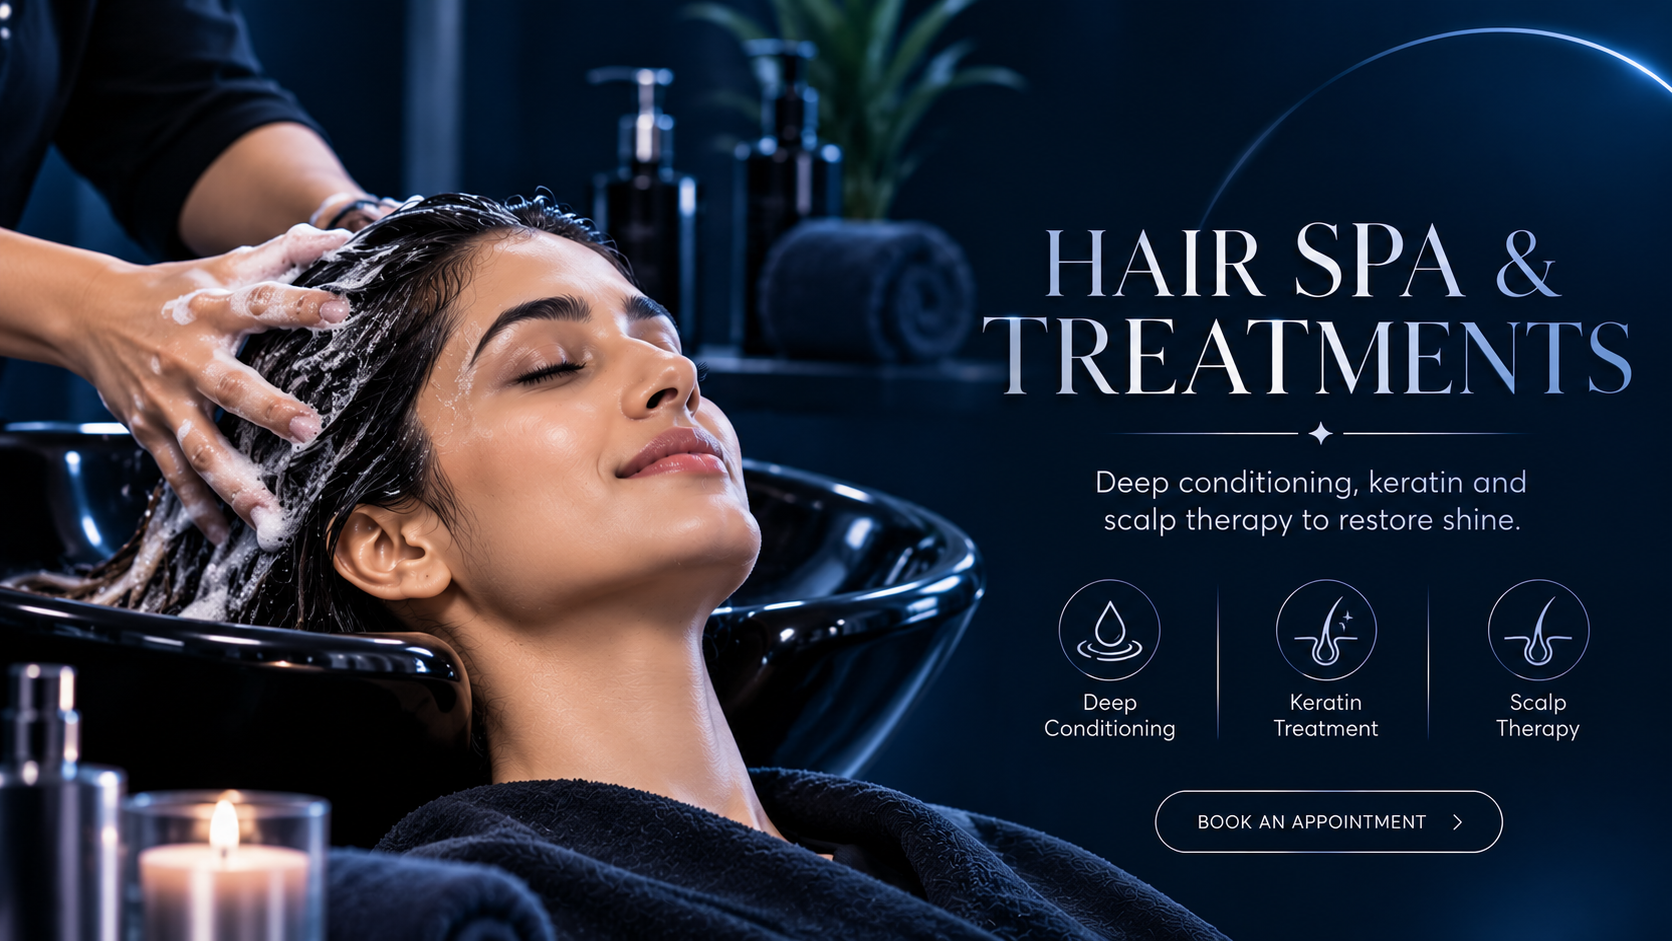 HAIR SPA &
TREATMENTS
Deep conditioning, keratin and
scalp therapy to restore shine.
Deep
Conditioning
Keratin
Treatment
Scalp
Therapy
BOOK AN APPOINTMENT